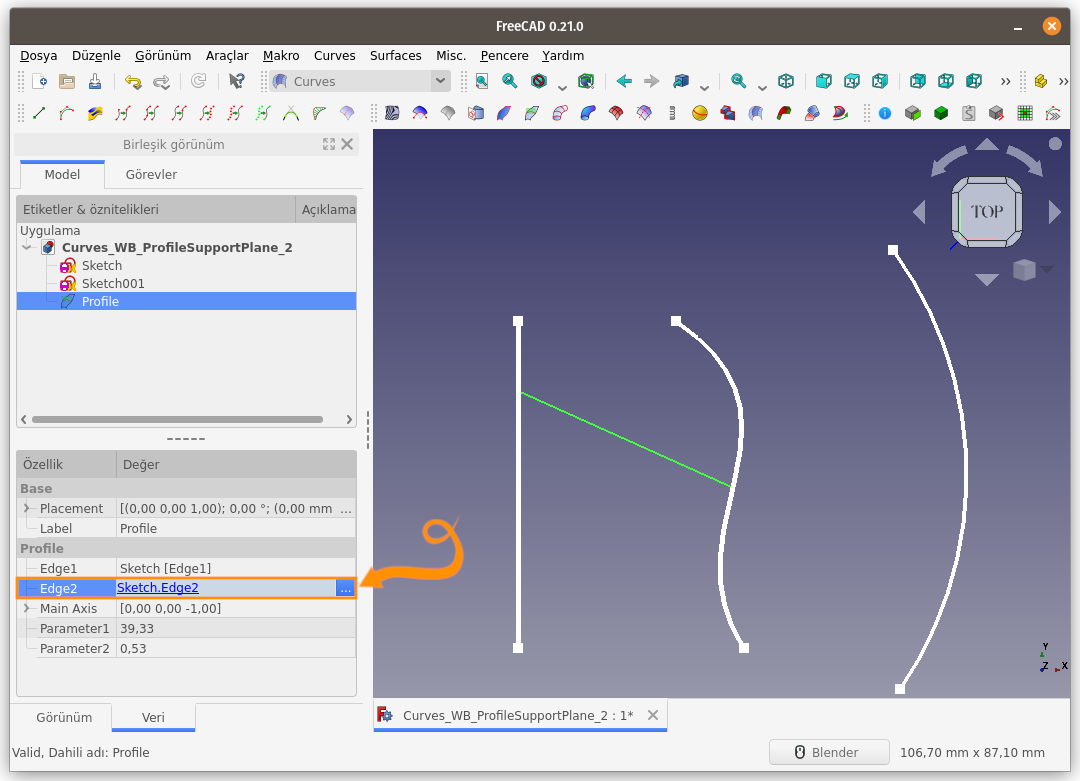 FreeCAD 0.21.0
Dosya Düzenle Görünüm Araçlar Makro Curves Surfaces Misc. Pencere Yardım
Curves
Birleşik görünüm
Model Görevler
Etiketler & öznitelikleri Açıklama
Uygulama
Curves_WB_ProfileSupportPlane_2
Sketch
Sketch001
Profile
Özellik Değer
Base
Placement [(0,00 0,00 1,00); 0,00 °; (0,00 mm ...
Label Profile
Profile
Edge1 Sketch [Edge1]
Edge2 Sketch.Edge2 ...
Main Axis [0,00 0,00 -1,00]
Parameter1 39,33
Parameter2 0,53
Görünüm Veri
TOP
Y
Z X
Curves_WB_ProfileSupportPlane_2 : 1*
Valid, Dahili adı: Profile
Blender 106,70 mm x 87,10 mm